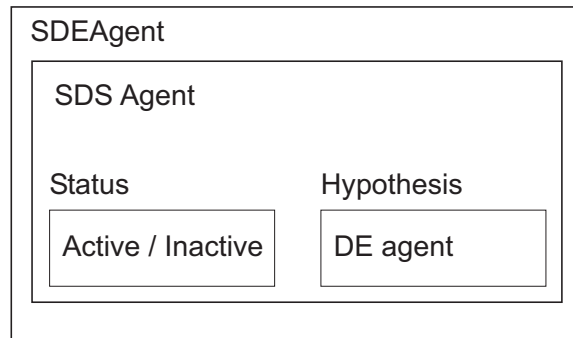 SDEAgent
SDS Agent
Status
Hypothesis
Active / Inactive
DE agent